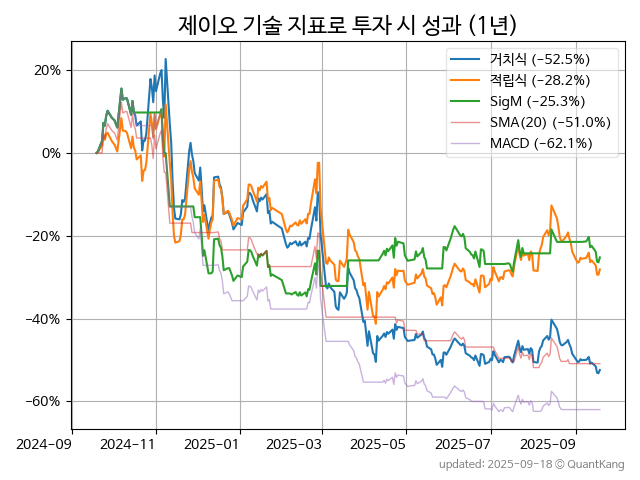 제이오 기술 지표로 투자 시 성과 (1년)
거치식 (−52.5%)
적립식 (−28.2%)
SigM (−25.3%)
SMA(20) (−51.0%)
MACD (−62.1%)
20%
0%
−20%
−40%
−60%
2024-09 2024-11 2025-01 2025-03 2025-05 2025-07 2025-09
updated: 2025-09-18 © QuantKang